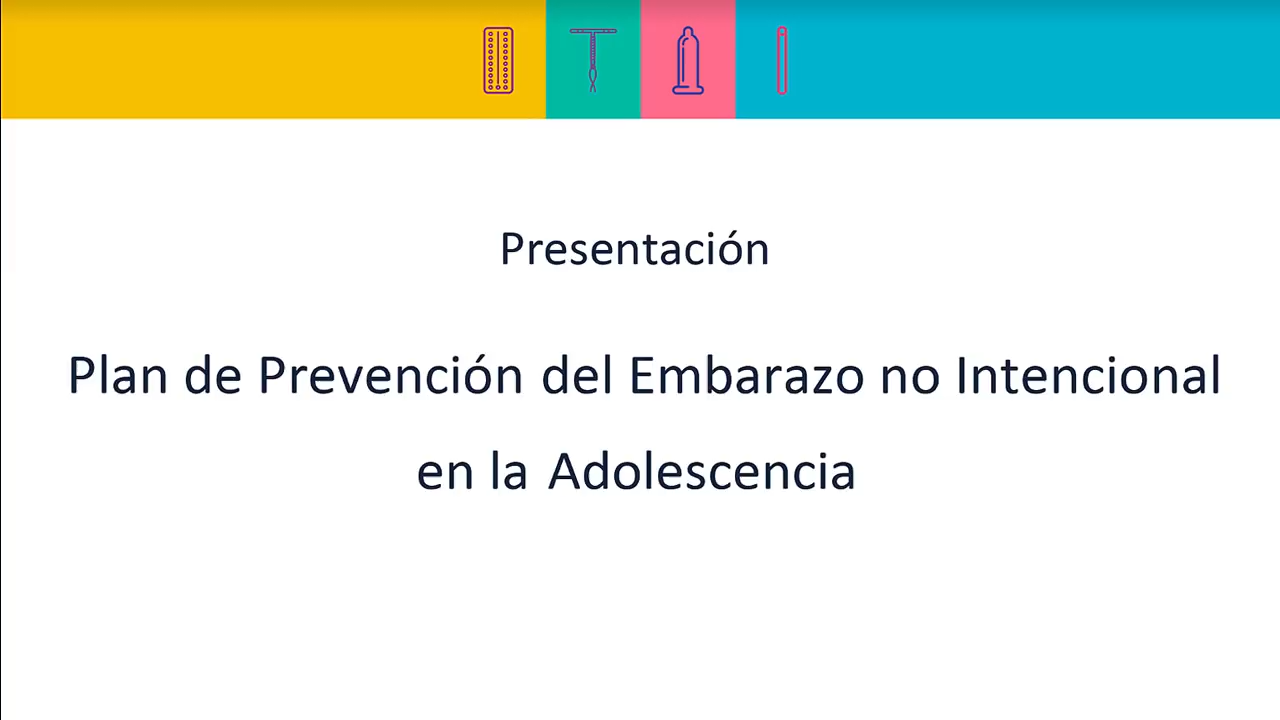 Presentación
Plan de Prevención del Embarazo no Intencional
en la Adolescencia